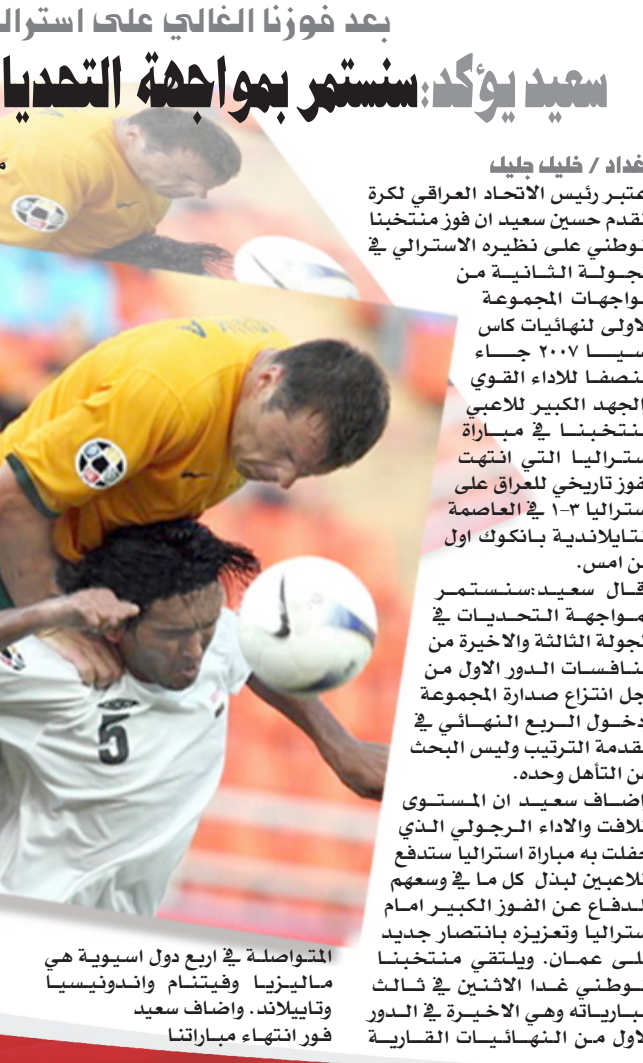 بعد فوزنا الغالي على استرال
سعيد يؤكد:سنستمر بمواجهة التحديا
غداد / خليل جليل
عتبر رئيس الاتحاد العراقي لكرة
لقدم حسين سعيد ان فوز منتخبنا
لوطني على نظيره الاسترالي في
لجولة الثانية من
واجهات المجموعة
لاولى لنهائيات كاس
سيا ٢٠٠٧ جاء
نصفا للاداء القوي
الجهد الكبير للاعبي
نتخبنا في مباراة
ستراليا التي انتهت
فوز تاريخي للعراق على
ستراليا ٣-١ في العاصمة
لتايلاندية بانكوك اول
ن امس.
قال سعيد:سنستمر
مواجهة التحديات في
لجولة الثالثة والاخيرة من
نافسات الدور الاول من
جل انتزاع صدارة المجموعة
دخول الربع النهائي في
قدمة الترتيب وليس البحث
ن التأهل وحده.
اضاف سعيد ان المستوى
للافت والاداء الرجولي الذي
حفلت به مباراة استراليا ستدفع
للاعبين لبذل كل ما في وسعهم
لدفاع عن الفوز الكبير امام
ستراليا وتعزيزه بانتصار جديد
لى عمان. ويلتقي منتخبنا
لوطني غدا الاثنين في ثالث
بارياته وهي الاخيرة في الدور
لاول من النهائيات القارية
المتواصلة في اربع دول اسيوية هي
ماليزيا وفيتنام واندونيسيا
وتاييلاند. واضاف سعيد
فور انتهاء مباراتنا
5